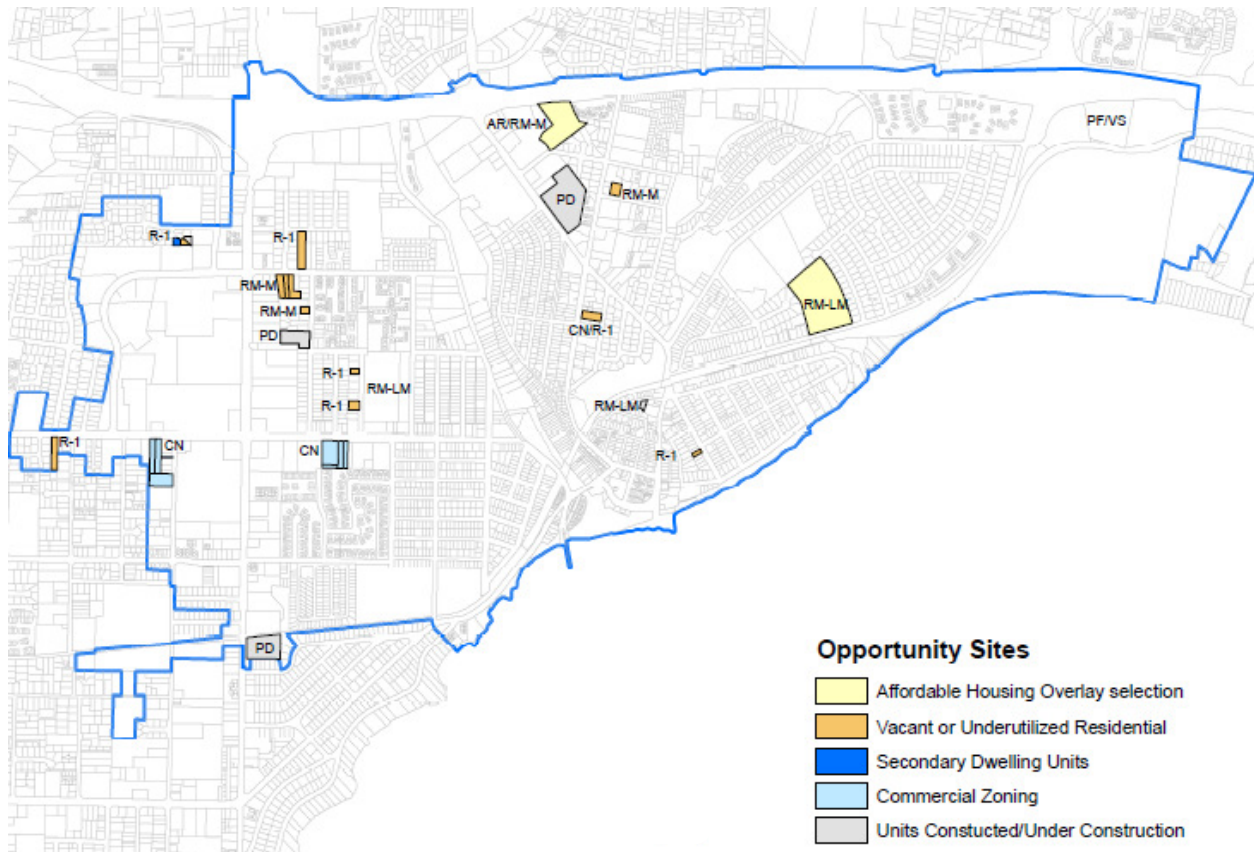 AR/RM-M
PF/VS
RM-M
PD
R-1
R-1
RM-M
RM-LM
RM-M
CN/R-1
PD
R-1
RM-LM
R-1
RM-LM
R-1
CN
CN
R-1
PD
Opportunity Sites
Affordable Housing Overlay selection
Vacant or Underutilized Residential
Secondary Dwelling Units
Commercial Zoning
Units Constucted/Under Construction